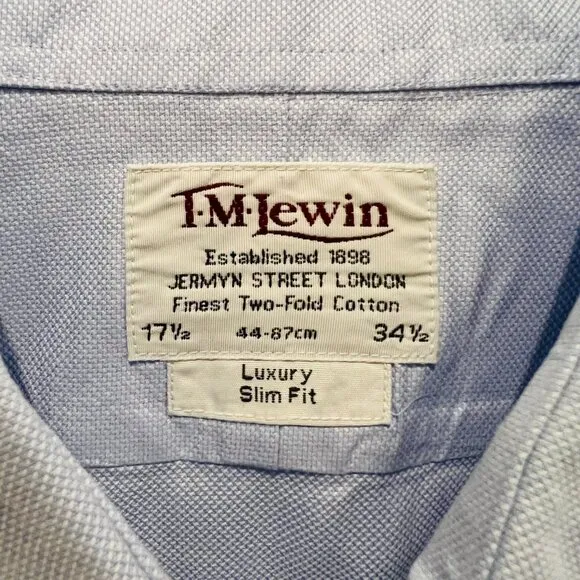 T·M·Lewin
Established 1898
JERMYN STREET LONDON
Finest Two-Fold Cotton
17½ 44-87cm 34½
Luxury
Slim Fit